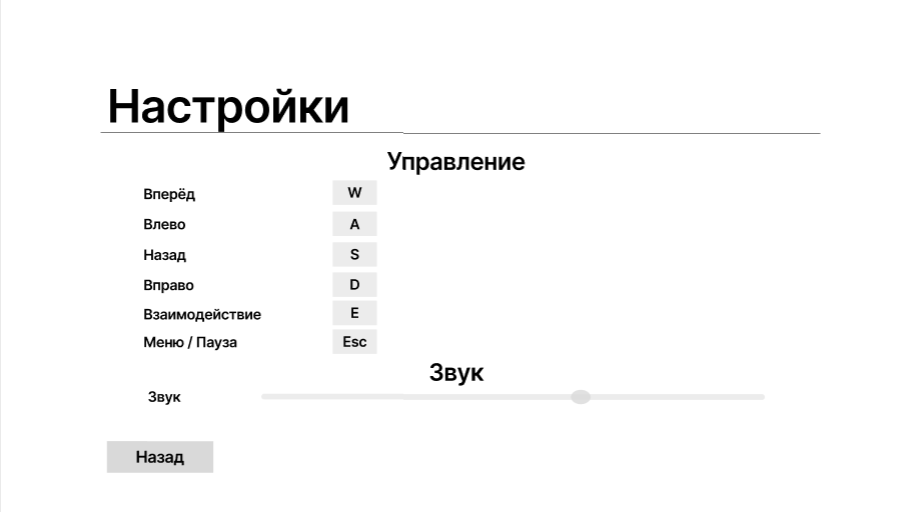 Настройки
Управление
Вперёд W
Влево A
Назад S
Вправо D
Взаимодействие E
Меню / Пауза Esc
Звук
Звук
Назад